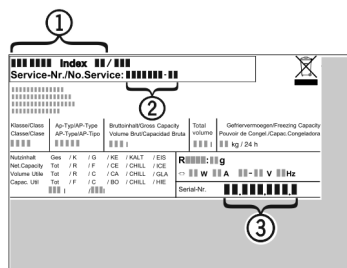 1
Index /
Service-Nr./No.Service: -
2
Klasse/Class Ap-Typ/AP-Type Bruttoinhalt/Gross Capacity Total Gefriervermoegen/Freezing Capacity
Classe/Clase AP-Type/AP-Tipo Volume Brut/Capacidad Bruta volume Pouvoir de Congel./Capac.Congeladora
l l kg / 24 h
Nutzinhalt Ges / K / G / KE / KALT / EIS
Net.Capacity Tot / R / F / CE / CHILL / ICE
Volume Utile Tot / R / C / CA / CHILL / GLA
Capac. Util Tot / F / C / BO / CHILL / HIE
l / l
R : g
W A - V Hz
Serial-Nr. . . .
3